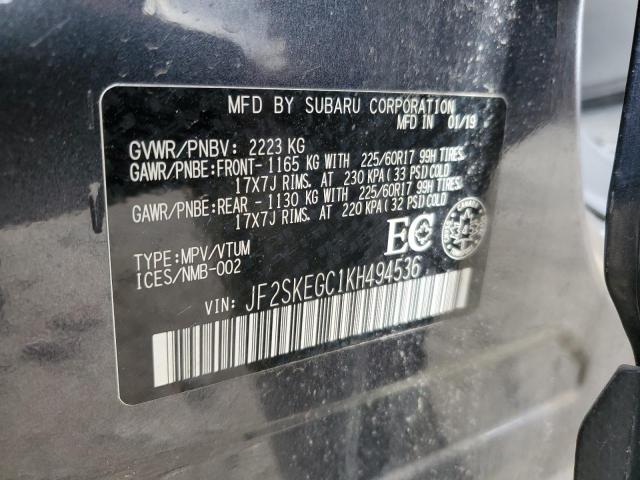 MFD BY SUBARU CORPORATION
MFD IN 01/19
GVWR/PNBV: 2223 KG
GAWR/PNBE:FRONT-1165 KG WITH 225/60R17 99H TIRES,
17X7J RIMS. AT 230 KPA(33 PSI)COLD
GAWR/PNBE:REAR -1130 KG WITH 225/60R17 99H TIRES,
17X7J RIMS. AT 220 KPA(32 PSI)COLD
TYPE:MPV/VTUM
ICES/NMB-002
EC
VIN: JF2SKEGC1KH494536